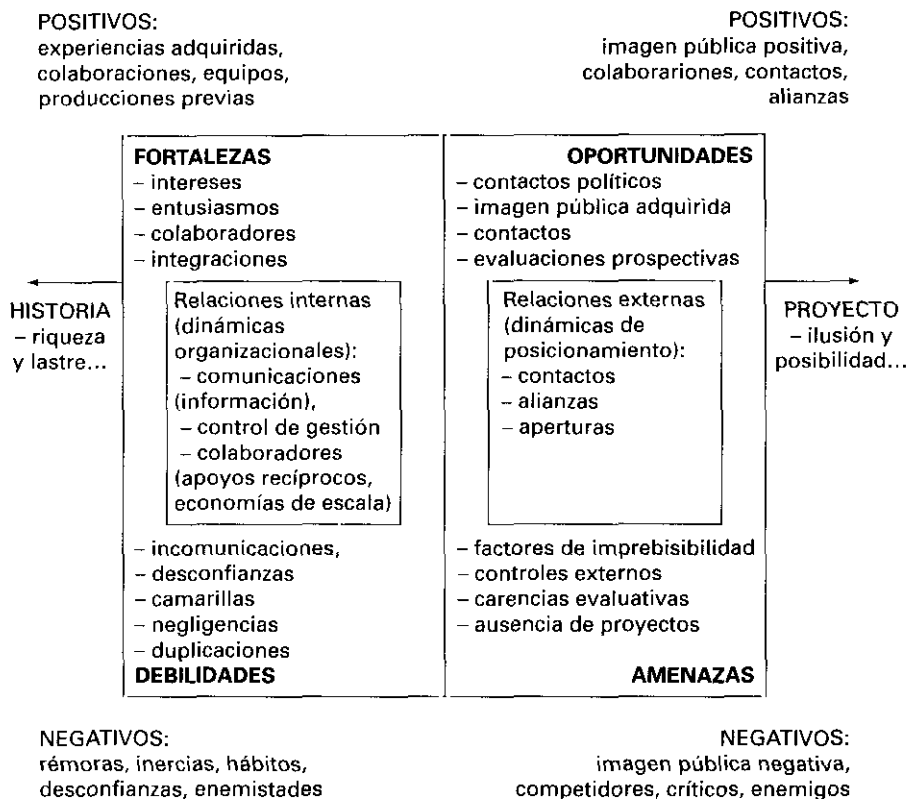 POSITIVOS:
experiencias adquiridas,
colaboraciones, equipos,
producciones previas
POSITIVOS:
imagen pública positiva,
colaborariones, contactos,
alianzas
FORTALEZAS
– intereses
– entusiasmos
– colaboradores
– integraciones
OPORTUNIDADES
– contactos políticos
– imagen pública adquirida
– contactos
– evaluaciones prospectivas
HISTORIA
– riqueza
y lastre...
Relaciones internas
(dinámicas
organizacionales):
– comunicaciones
(información),
– control de gestión
– colaboradores
(apoyos recíprocos,
economías de escala)
Relaciones externas
(dinámicas de
posicionamiento):
– contactos
– alianzas
– aperturas
PROYECTO
– ilusión y
posibilidad...
– incomunicaciones,
– desconfianzas
– camarillas
– negligencias
– duplicaciones
DEBILIDADES
– factores de imprebisibilidad
– controles externos
– carencias evaluativas
– ausencia de proyectos
AMENAZAS
NEGATIVOS:
rémoras, inercias, hábitos,
desconfianzas, enemistades
NEGATIVOS:
imagen pública negativa,
competidores, críticos, enemigos